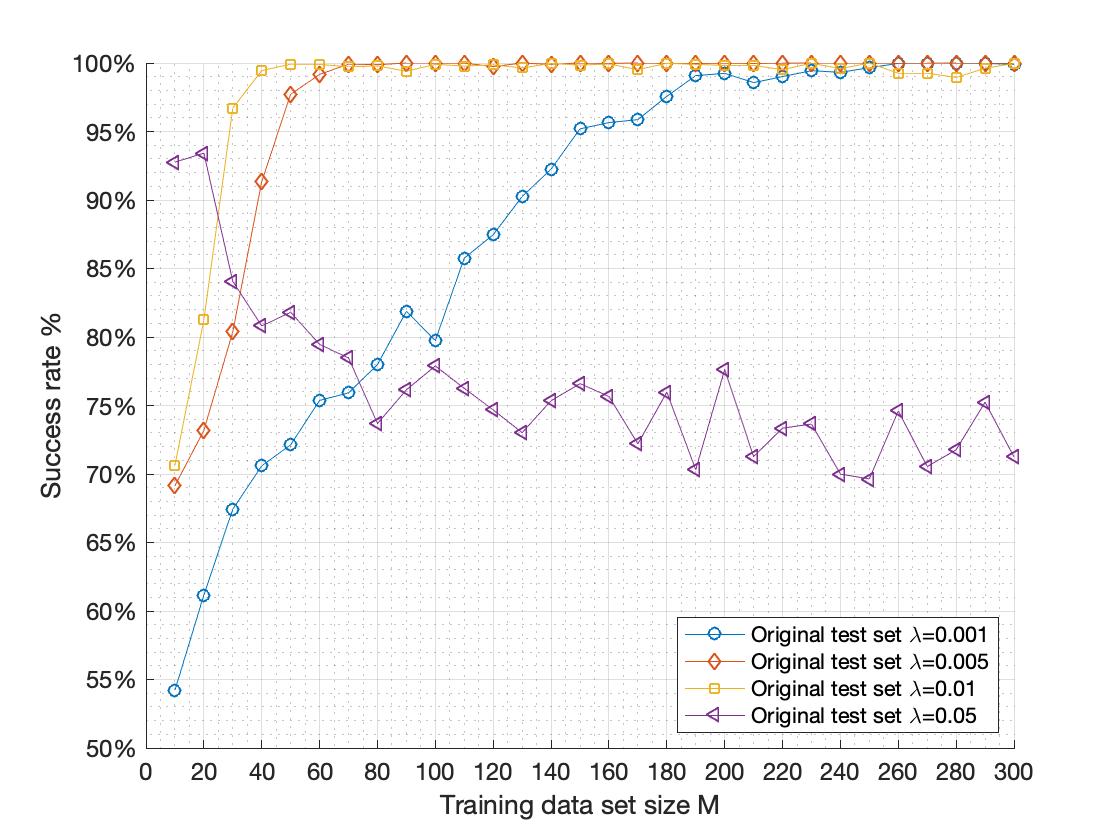 100%
95%
90%
85%
80%
75%
70%
65%
60%
55%
50%
Success rate %
0 20 40 60 80 100 120 140 160 180 200 220 240 260 280 300
Training data set size M
Original test set λ=0.001
Original test set λ=0.005
Original test set λ=0.01
Original test set λ=0.05